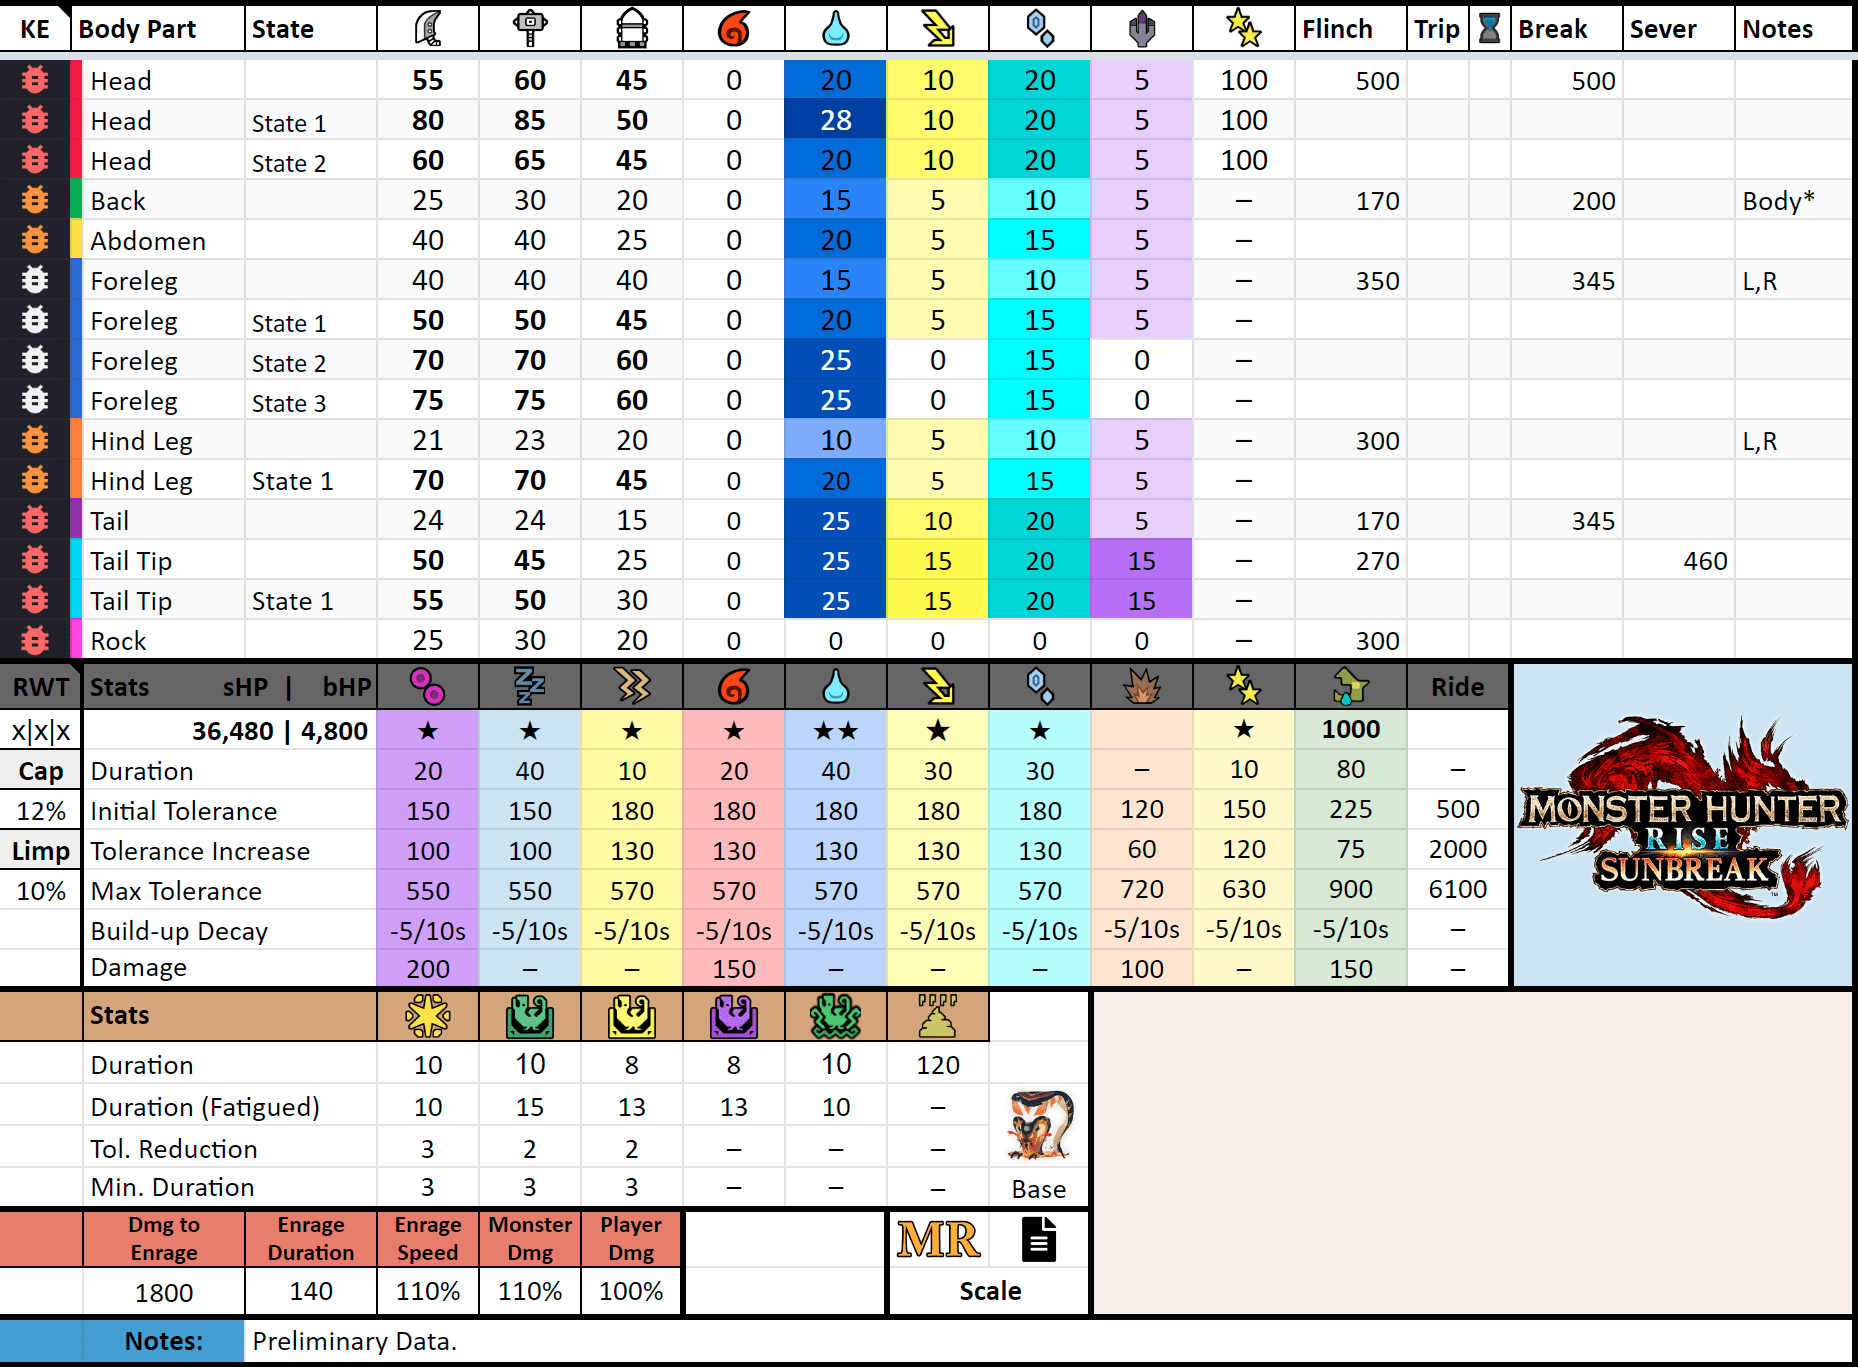 KE Body Part State Flinch Trip Break Sever Notes
Head 55 60 45 0 20 10 20 5 100 500 500
Head State 1 80 85 50 0 28 10 20 5 100
Head State 2 60 65 45 0 20 10 20 5 100
Back 25 30 20 0 15 5 10 5 – 170 200 Body*
Abdomen 40 40 25 0 20 5 15 5 –
Foreleg 40 40 40 0 15 5 10 5 – 350 345 L,R
Foreleg State 1 50 50 45 0 20 5 15 5 –
Foreleg State 2 70 70 60 0 25 0 15 0 –
Foreleg State 3 75 75 60 0 25 0 15 0 –
Hind Leg 21 23 20 0 10 5 10 5 – 300 L,R
Hind Leg State 1 70 70 45 0 20 5 15 5 –
Tail 24 24 15 0 25 10 20 5 – 170 345
Tail Tip 50 45 25 0 25 15 20 15 – 270 460
Tail Tip State 1 55 50 30 0 25 15 20 15 –
Rock 25 30 20 0 0 0 0 0 – 300
RWT Stats sHP | bHP Ride
x|x|x 36,480 | 4,800 ★ ★ ★ ★ ★★ ★ ★ ★ 1000
Cap Duration 20 40 10 20 40 30 30 – 10 80 –
12% Initial Tolerance 150 150 180 180 180 180 180 120 150 225 500
Limp Tolerance Increase 100 100 130 130 130 130 130 60 120 75 2000
10% Max Tolerance 550 550 570 570 570 570 570 720 630 900 6100
Build-up Decay -5/10s -5/10s -5/10s -5/10s -5/10s -5/10s -5/10s -5/10s -5/10s -5/10s –
Damage 200 – – 150 – – – 100 – 150 –
MONSTER HUNTER
RISE
SUNBREAK
Stats
Duration 10 10 8 8 10 120
Duration (Fatigued) 10 15 13 13 10 –
Tol. Reduction 3 2 2 – – –
Min. Duration 3 3 3 – – – Base
Dmg to Enrage Enrage Duration Enrage Speed Monster Dmg Player Dmg MR
1800 140 110% 110% 100% Scale
Notes: Preliminary Data.